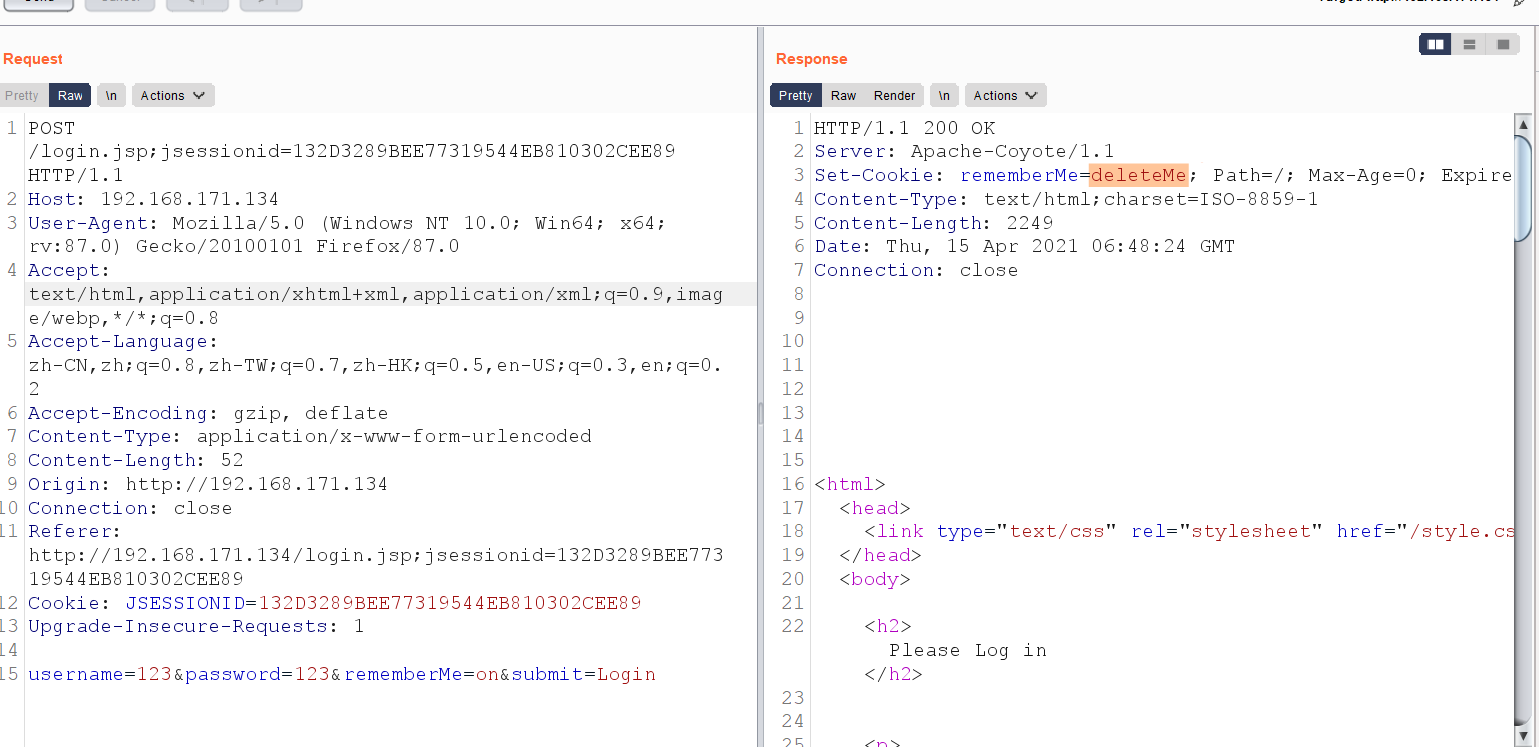 Request
Pretty Raw \n Actions
1 POST
/login.jsp;jsessionid=132D3289BEE77319544EB810302CEE89
HTTP/1.1
2 Host: 192.168.171.134
3 User-Agent: Mozilla/5.0 (Windows NT 10.0; Win64; x64;
rv:87.0) Gecko/20100101 Firefox/87.0
4 Accept:
text/html,application/xhtml+xml,application/xml;q=0.9,imag
e/webp,*/*;q=0.8
5 Accept-Language:
zh-CN,zh;q=0.8,zh-TW;q=0.7,zh-HK;q=0.5,en-US;q=0.3,en;q=0.
2
6 Accept-Encoding: gzip, deflate
7 Content-Type: application/x-www-form-urlencoded
8 Content-Length: 52
9 Origin: http://192.168.171.134
10 Connection: close
11 Referer:
http://192.168.171.134/login.jsp;jsessionid=132D3289BEE773
19544EB810302CEE89
12 Cookie: JSESSIONID=132D3289BEE77319544EB810302CEE89
13 Upgrade-Insecure-Requests: 1
14
15 username=123&password=123&rememberMe=on&submit=Login
Response
Pretty Raw Render \n Actions
1 HTTP/1.1 200 OK
2 Server: Apache-Coyote/1.1
3 Set-Cookie: rememberMe=deleteMe; Path=/; Max-Age=0; Expire
4 Content-Type: text/html;charset=ISO-8859-1
5 Content-Length: 2249
6 Date: Thu, 15 Apr 2021 06:48:24 GMT
7 Connection: close
8
9
10
11
12
13
14
15
16 <html>
17 <head>
18 <link type="text/css" rel="stylesheet" href="/style.cs
19 </head>
20 <body>
21
22 <h2>
Please Log in
</h2>
23
24
25 <p>